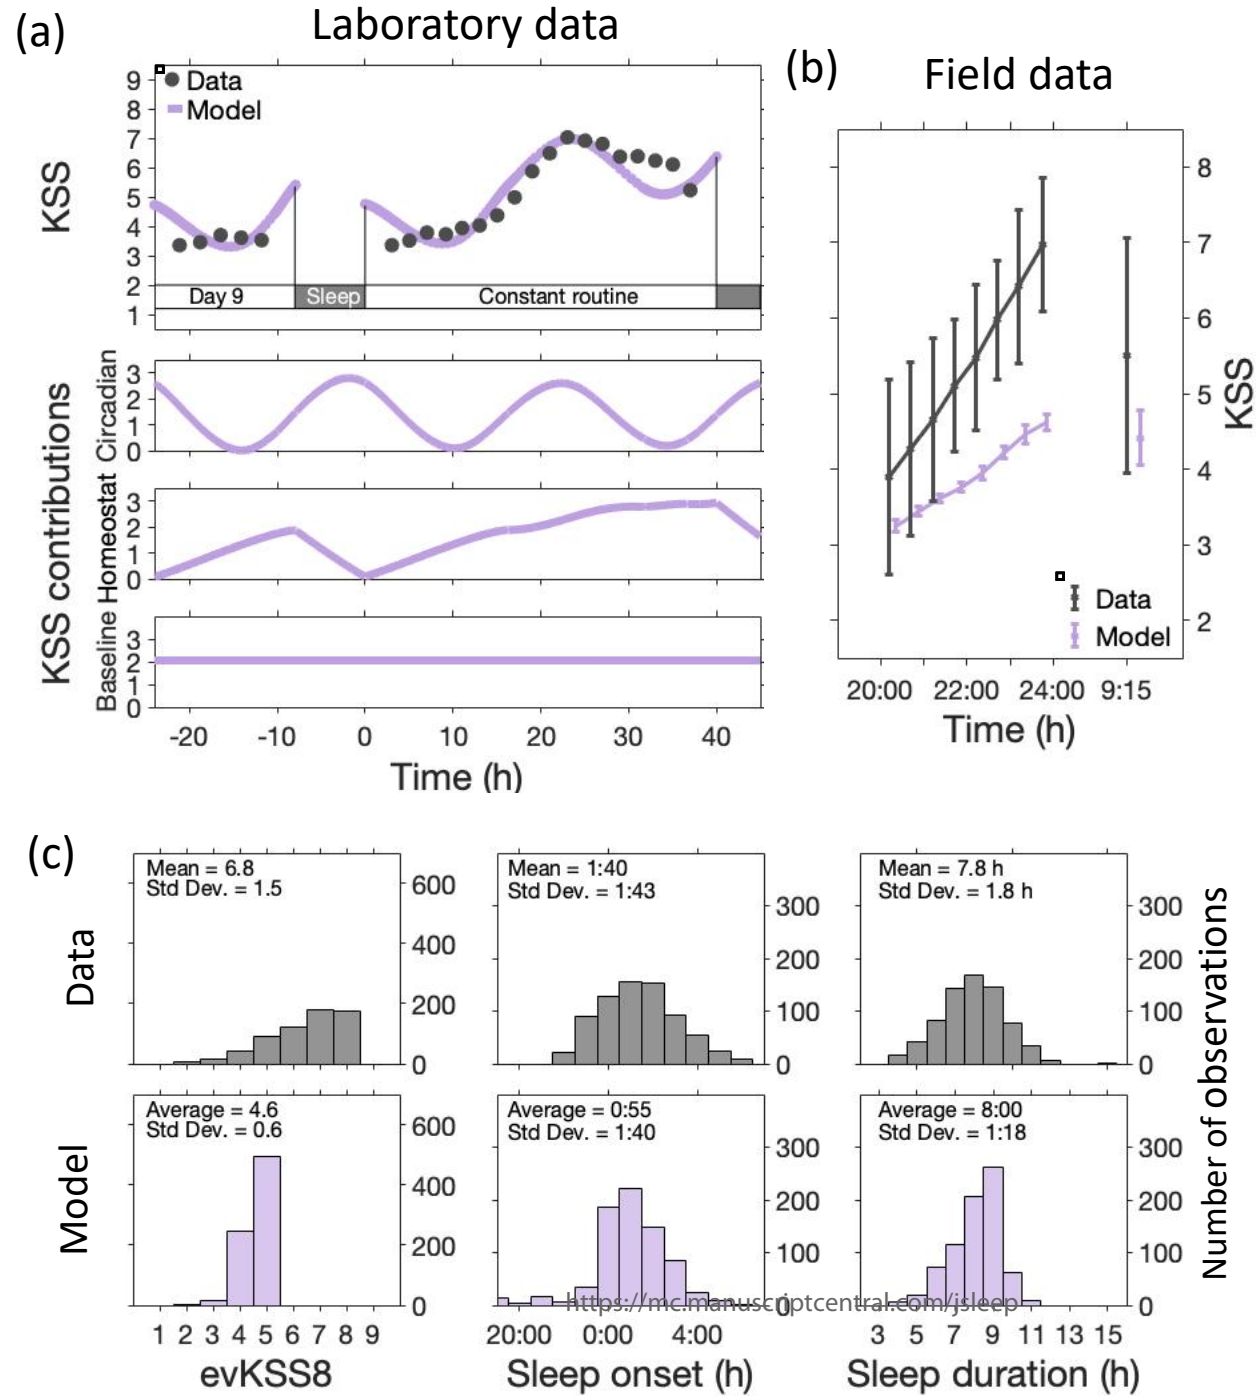 (a)
Laboratory data
Data
Model
KSS
9
8
7
6
5
4
3
2
1
Day 9
Sleep
Constant routine
KSS contributions
Circadian
3
2
1
0
Homeostat
3
2
1
0
Baseline
3
2
1
0
-20 -10 0 10 20 30 40
Time (h)
(b)
Field data
8
7
6
5
4
3
2
KSS
Data
Model
20:00 22:00 24:00 9:15
Time (h)
(c)
Data
Mean = 6.8
Std Dev. = 1.5
600
400
200
0
Mean = 1:40
Std Dev. = 1:43
300
200
100
0
Mean = 7.8 h
Std Dev. = 1.8 h
300
200
100
0
Number of observations
Model
Average = 4.6
Std Dev. = 0.6
600
400
200
0
Average = 0:55
Std Dev. = 1:40
300
200
100
0
Average = 8:00
Std Dev. = 1:18
300
200
100
0
https://mc.manuscriptcentral.com/jsleep
1 2 3 4 5 6 7 8 9
evKSS8
20:00 0:00 4:00
Sleep onset (h)
3 5 7 9 11 13 15
Sleep duration (h)